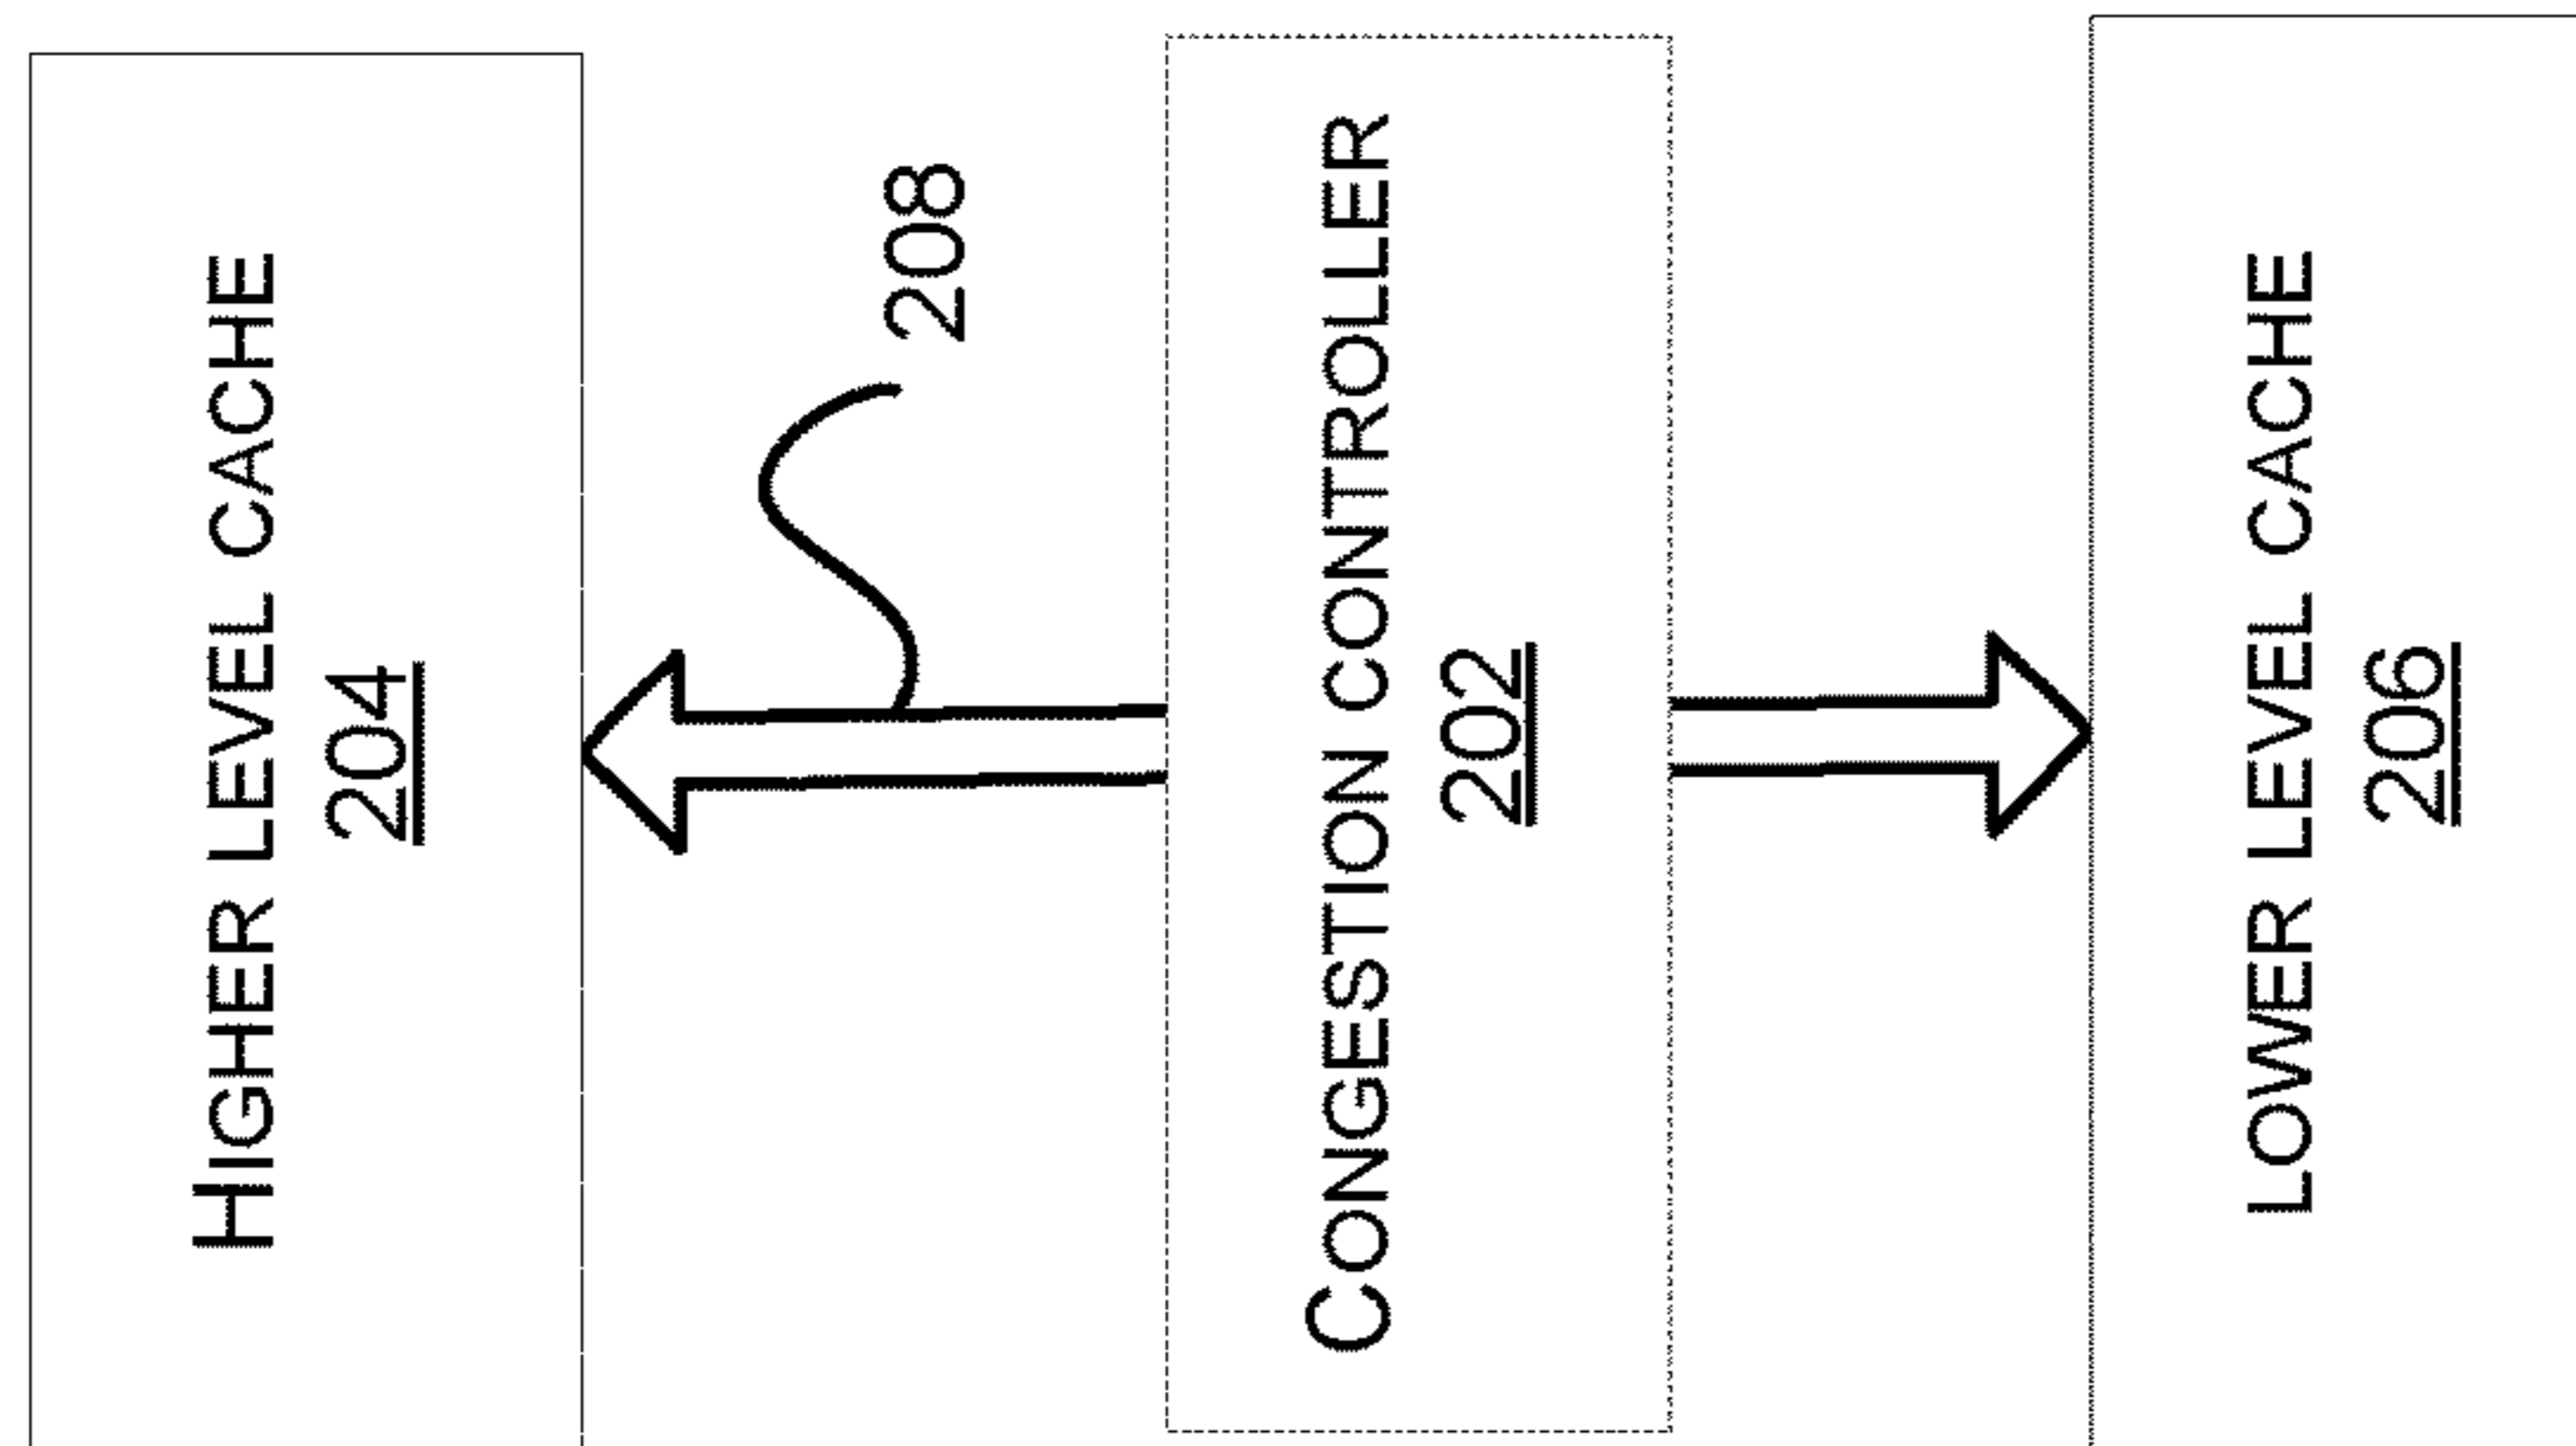 HIGHER LEVEL CACHE
204
208
CONGESTION CONTROLLER
202
LOWER LEVEL CACHE
206